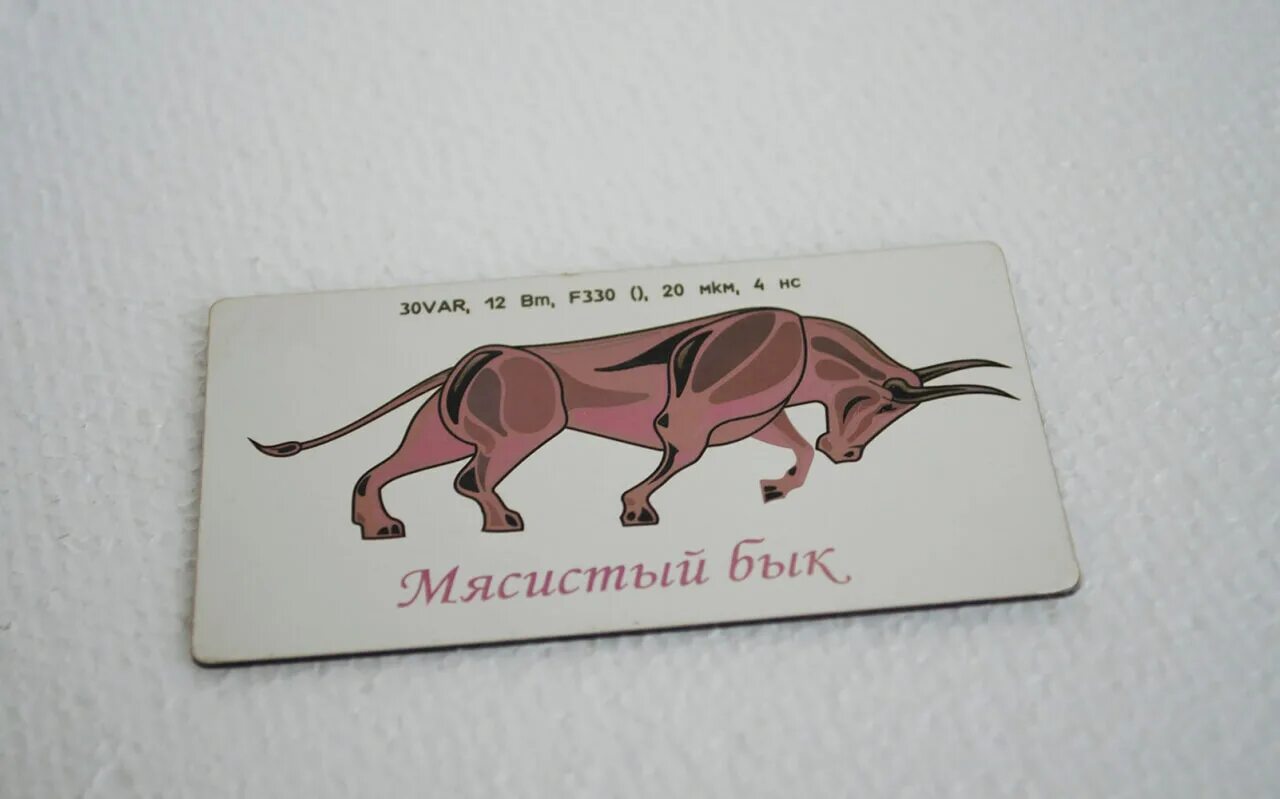 30VAR, 12 Вт, F330 (), 20 мкм, 4 нс
Мясистый бык